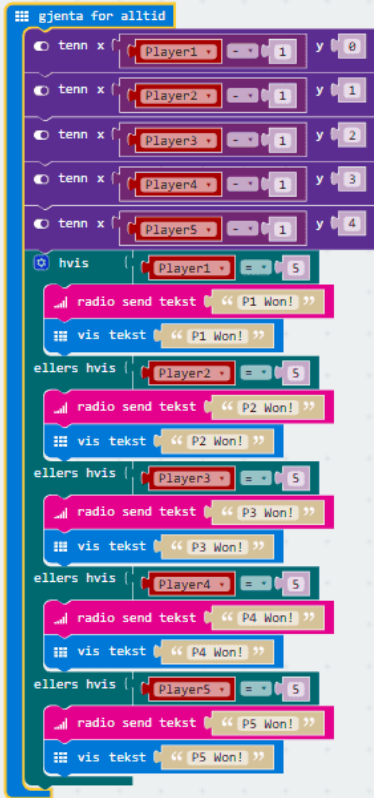 gjenta for alltid
tenn x Player1 - 1 y 0
tenn x Player2 - 1 y 1
tenn x Player3 - 1 y 2
tenn x Player4 - 1 y 3
tenn x Player5 - 1 y 4
hvis Player1 = 5
radio send tekst “ P1 Won! ”
vis tekst “ P1 Won! ”
ellers hvis Player2 = 5
radio send tekst “ P2 Won! ”
vis tekst “ P2 Won! ”
ellers hvis Player3 = 5
radio send tekst “ P3 Won! ”
vis tekst “ P3 Won! ”
ellers hvis Player4 = 5
radio send tekst “ P4 Won! ”
vis tekst “ P4 Won! ”
ellers hvis Player5 = 5
radio send tekst “ P5 Won! ”
vis tekst “ P5 Won! ”